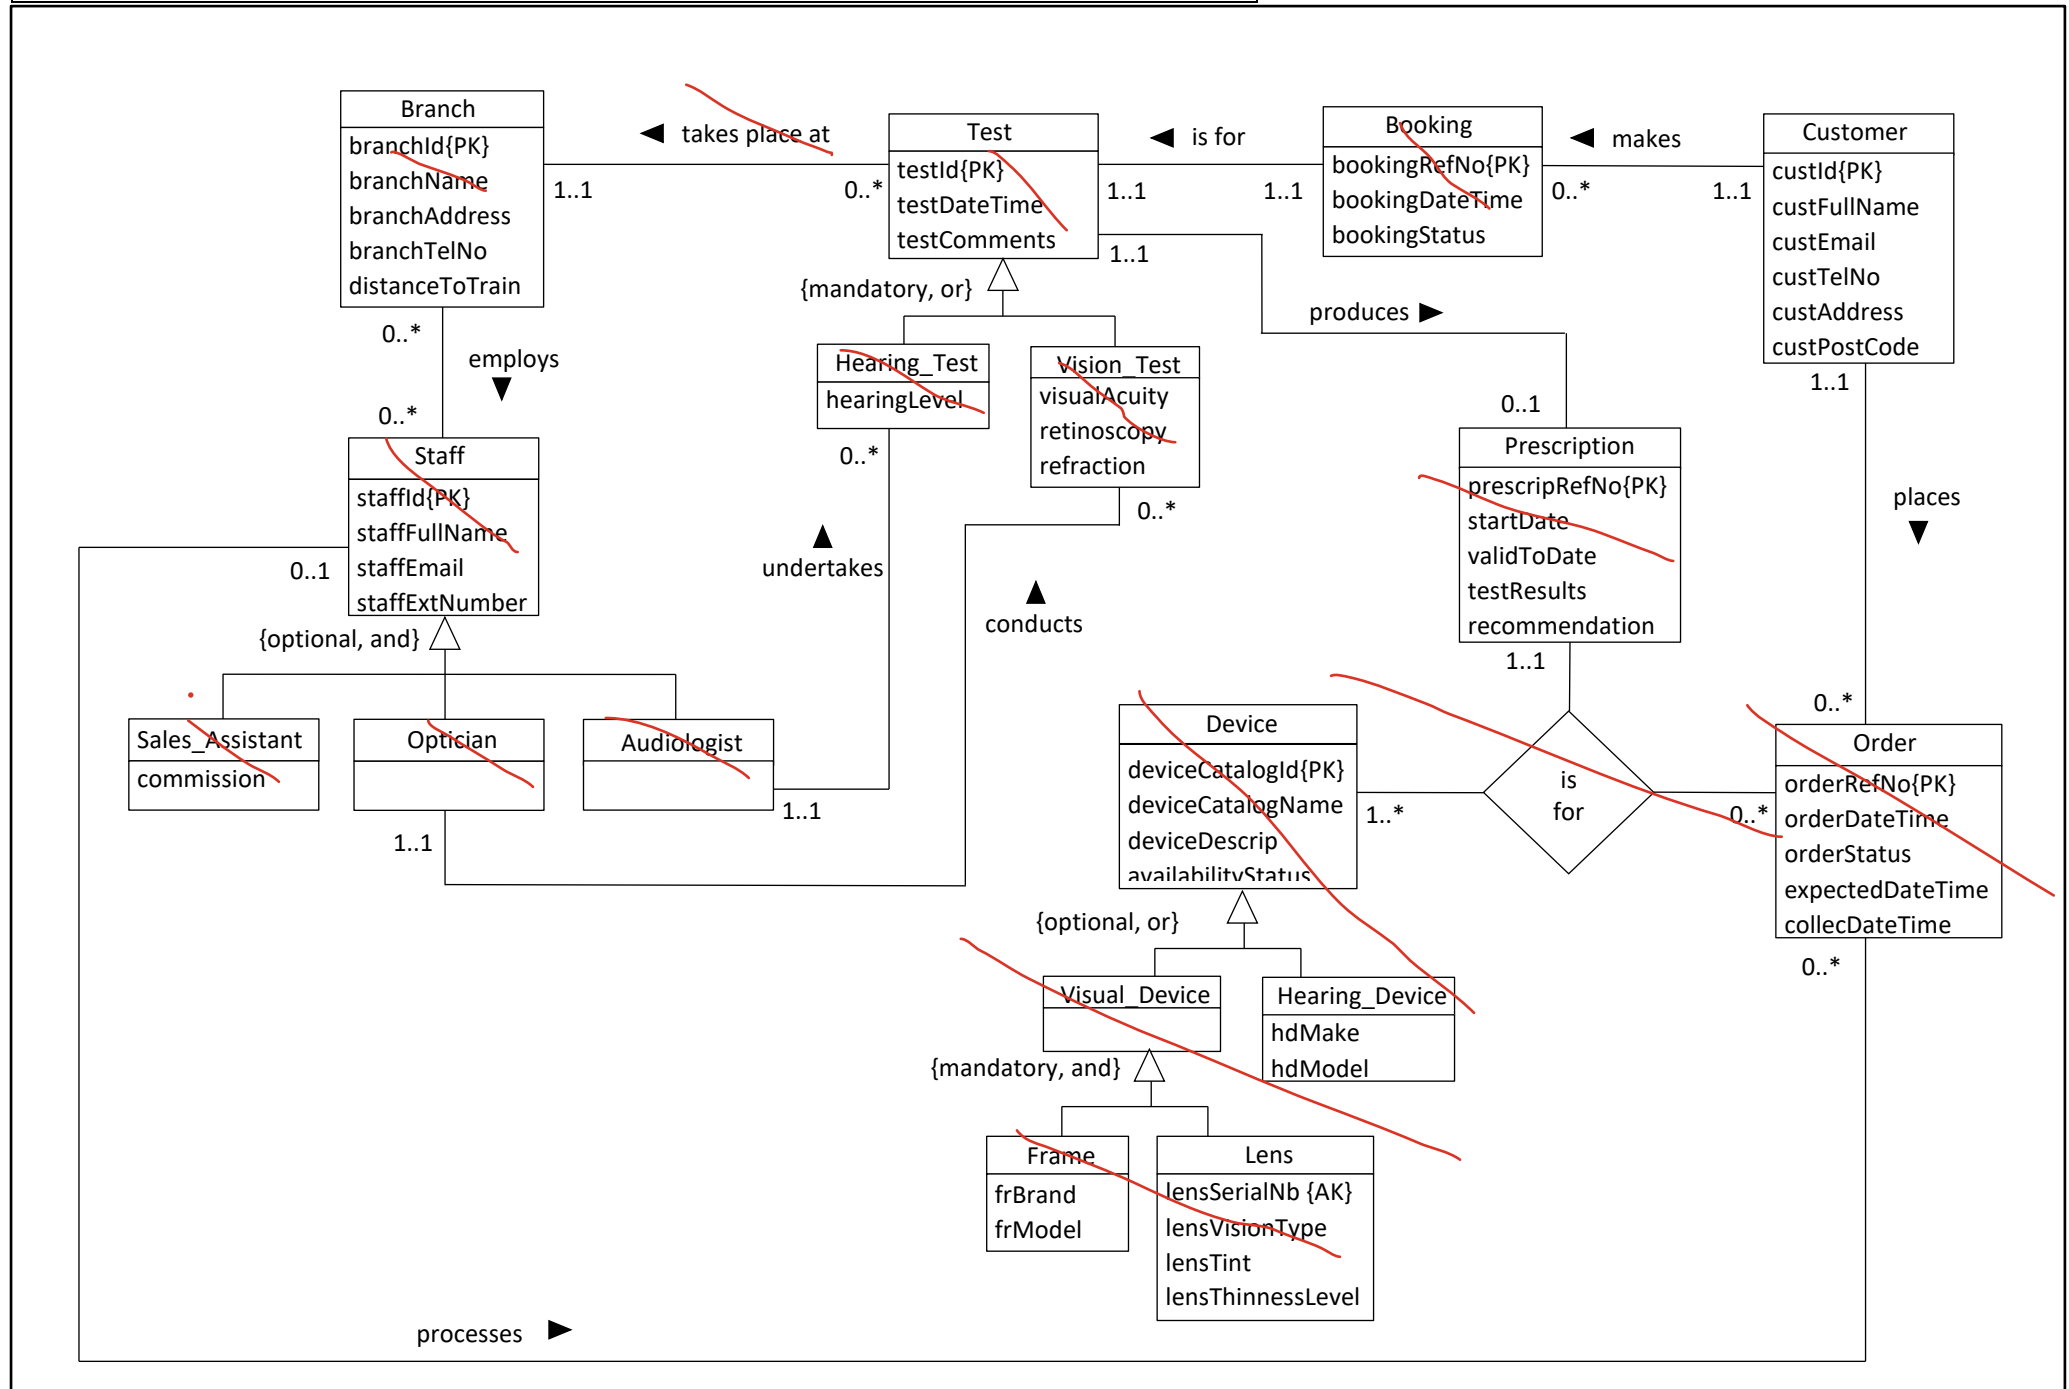 Branch
branchId{PK}
branchName
branchAddress
branchTelNo
distanceToTrain
takes place at
1..1
0..*
Test
testId{PK}
testDateTime
testComments
is for
1..1
1..1
1..1
Booking
bookingRefNo{PK}
bookingDateTime
bookingStatus
makes
0..*
1..1
Customer
custId{PK}
custFullName
custEmail
custTelNo
custAddress
custPostCode
1..1
0..*
employs
0..*
{mandatory, or}
Hearing_Test
hearingLevel
0..*
Vision_Test
visualAcuity
retinoscopy
refraction
0..*
produces
0..1
Prescription
prescripRefNo{PK}
startDate
validToDate
testResults
recommendation
1..1
places
0..*
Staff
staffId{PK}
staffFullName
staffEmail
staffExtNumber
0..1
undertakes
conducts
{optional, and}
Sales_Assistant
commission
Optician
1..1
Audiologist
1..1
Device
deviceCatalogId{PK}
deviceCatalogName
deviceDescrip
availabilityStatus
1..*
is
for
0..*
Order
orderRefNo{PK}
orderDateTime
orderStatus
expectedDateTime
collecDateTime
0..*
{optional, or}
Visual_Device
Hearing_Device
hdMake
hdModel
{mandatory, and}
Frame
frBrand
frModel
Lens
lensSerialNb {AK}
lensVisionType
lensTint
lensThinnessLevel
processes